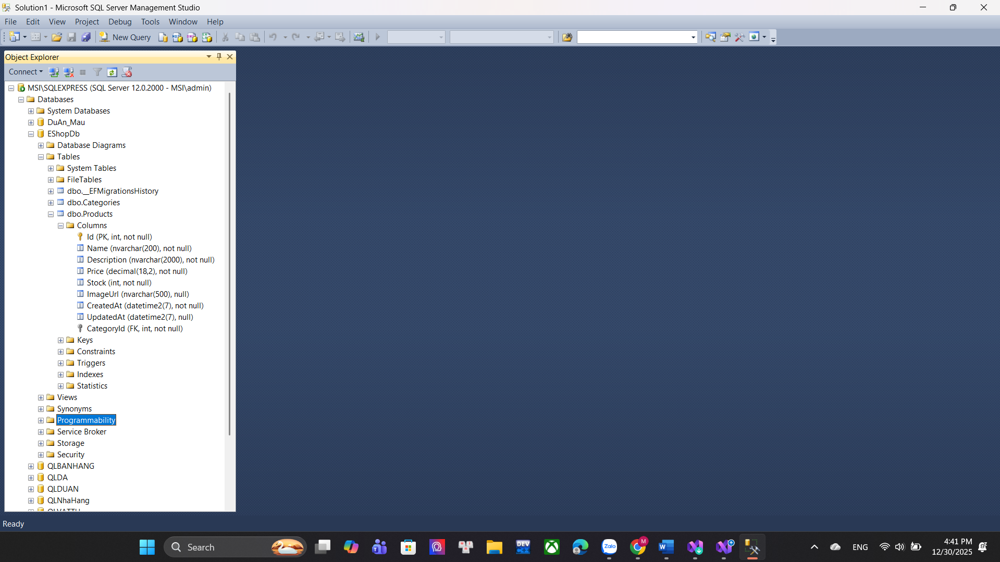 Solution1 - Microsoft SQL Server Management Studio
File Edit View Project Debug Tools Window Help
New Query
Object Explorer
Connect
MSI\SQLEXPRESS (SQL Server 12.0.2000 - MSI\admin)
Databases
System Databases
DuAn_Mau
EShopDb
Database Diagrams
Tables
System Tables
FileTables
dbo.__EFMigrationsHistory
dbo.Categories
dbo.Products
Columns
Id (PK, int, not null)
Name (nvarchar(200), not null)
Description (nvarchar(2000), not null)
Price (decimal(18,2), not null)
Stock (int, not null)
ImageUrl (nvarchar(500), null)
CreatedAt (datetime2(7), not null)
UpdatedAt (datetime2(7), null)
CategoryId (FK, int, not null)
Keys
Constraints
Triggers
Indexes
Statistics
Views
Synonyms
Programmability
Service Broker
Storage
Security
QLBANHANG
QLDA
QLDUAN
QLNhaHang
Ready
Search
DEV
Zalo
M
W
ENG
4:41 PM
12/30/2025